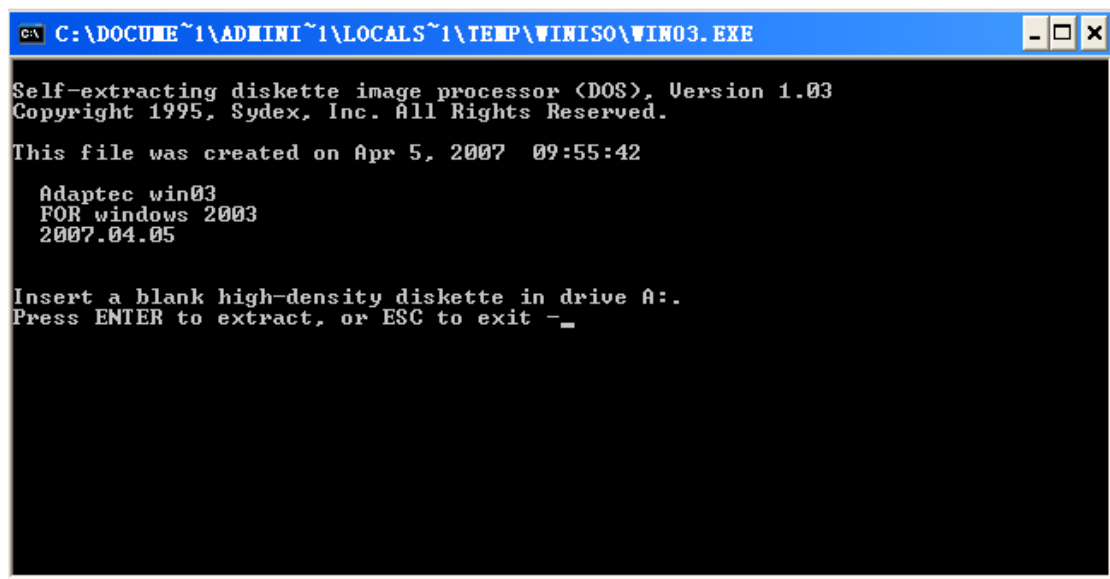 C:\DOCUME~1\ADMINI~1\LOCALS~1\TEMP\WINISO\WIN03.EXE
Self-extracting diskette image processor (DOS), Version 1.03
Copyright 1995, Sydex, Inc. All Rights Reserved.
This file was created on Apr 5, 2007  09:55:42
Adaptec win03
FOR windows 2003
2007.04.05
Insert a blank high-density diskette in drive A:.
Press ENTER to extract, or ESC to exit -_